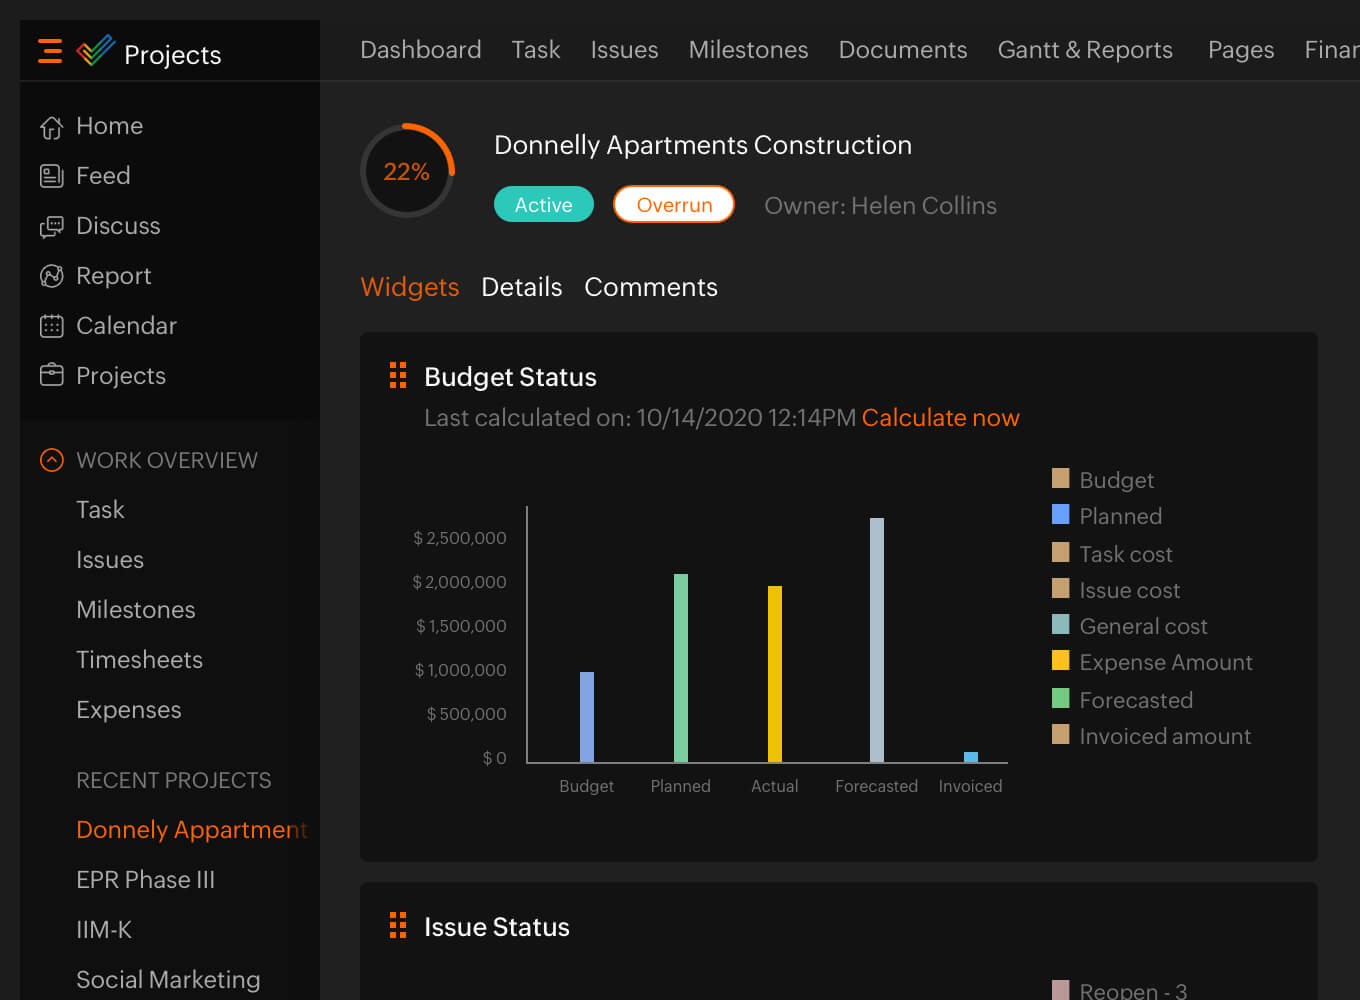 Projects
Dashboard Task Issues Milestones Documents Gantt & Reports Pages Finan
Home
Feed
Discuss
Report
Calendar
Projects
WORK OVERVIEW
Task
Issues
Milestones
Timesheets
Expenses
RECENT PROJECTS
Donnely Appartment
EPR Phase III
IIM-K
Social Marketing
22%
Donnelly Apartments Construction
Active Overrun Owner: Helen Collins
Widgets Details Comments
Budget Status
Last calculated on: 10/14/2020 12:14PM Calculate now
$ 2,500,000
$ 2,000,000
$ 1,500,000
$ 1,000,000
$ 500,000
$ 0
Budget Planned Actual Forecasted Invoiced
Budget
Planned
Task cost
Issue cost
General cost
Expense Amount
Forecasted
Invoiced amount
Issue Status
Reopen - 3